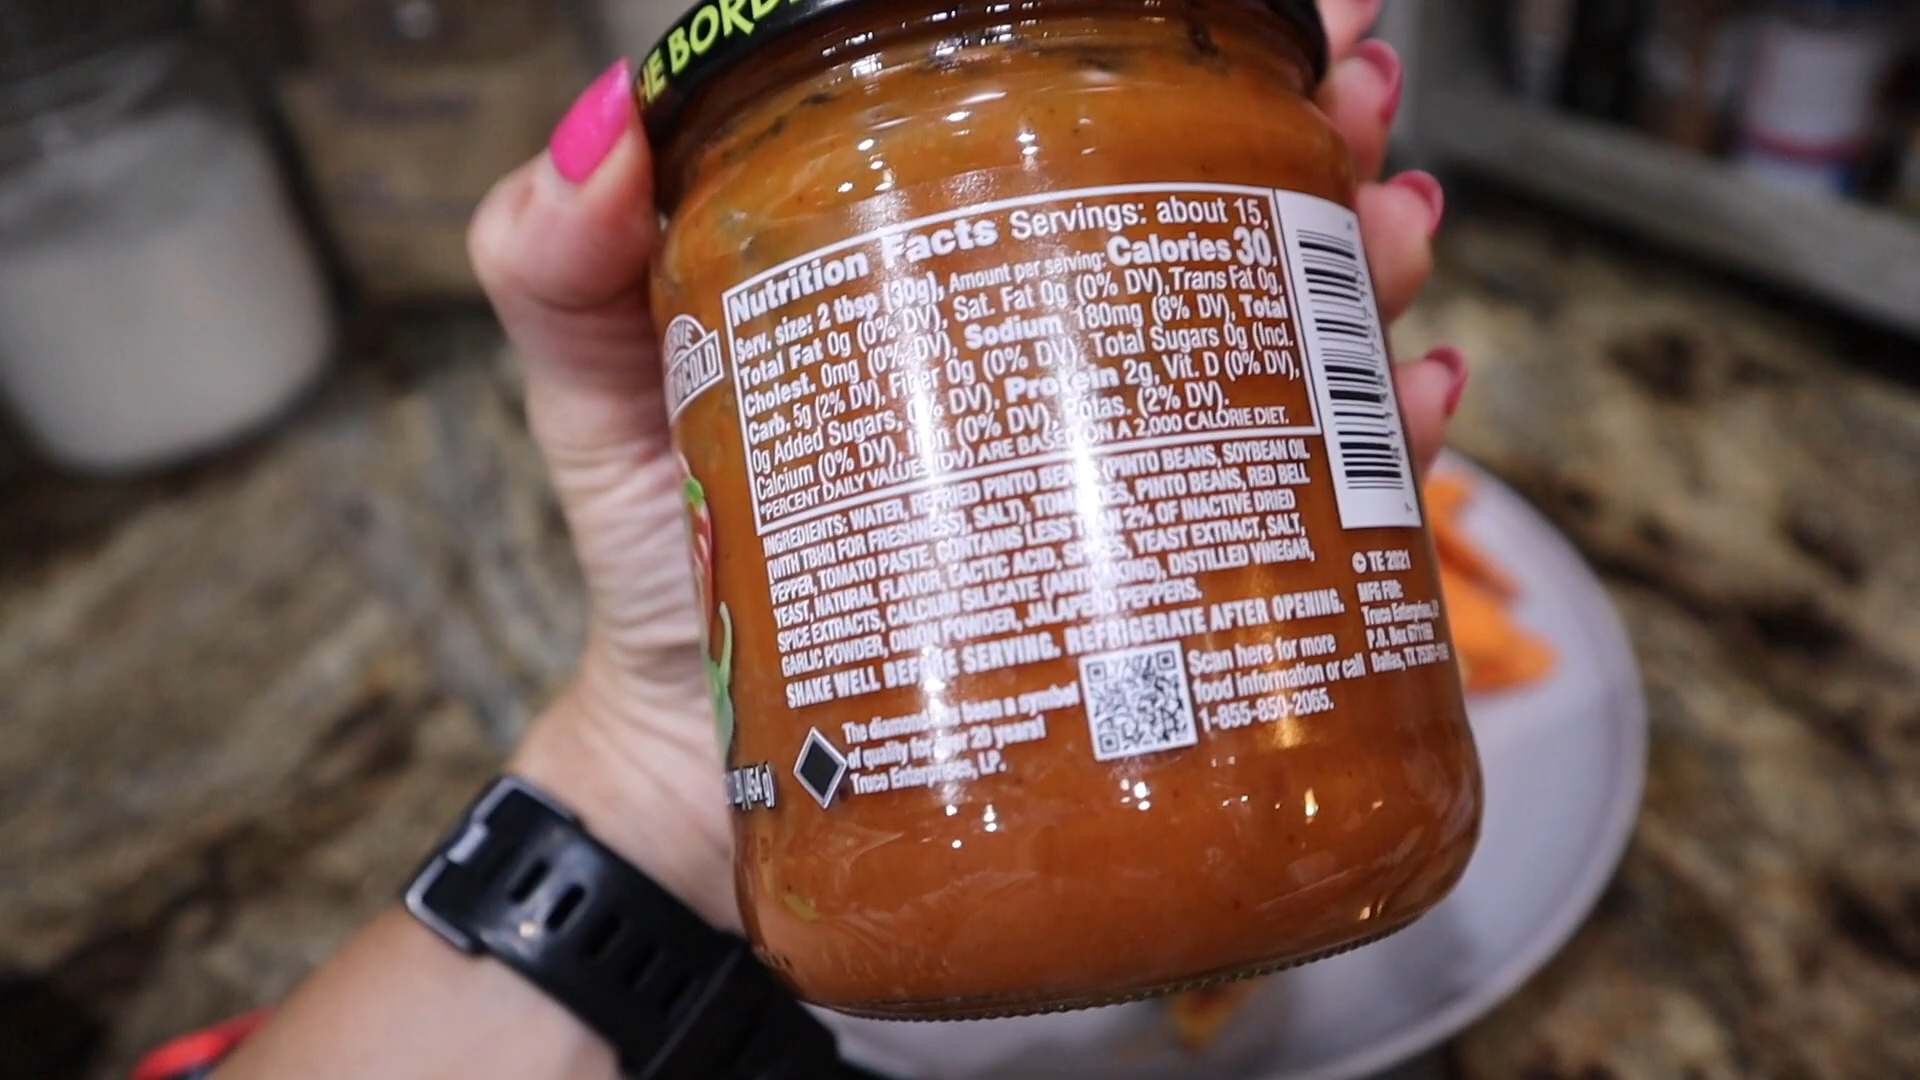 HE BORD
Nutrition Facts Servings: about 15,
Serv. size: 2 tbsp (30g), Amount per serving: Calories 30,
Total Fat 0g (0% DV), Sat. Fat 0g (0% DV), Trans Fat 0g,
Cholest. 0mg (0% DV), Sodium 180mg (8% DV), Total
Carb. 5g (2% DV), Fiber 0g (0% DV), Total Sugars 0g (Incl.
0g Added Sugars, 0% DV), Protein 2g, Vit. D (0% DV),
Calcium (0% DV), Iron (0% DV), Potas. (2% DV).
*PERCENT DAILY VALUES (DV) ARE BASED ON A 2,000 CALORIE DIET.
INGREDIENTS: WATER, REFRIED PINTO BEANS (PINTO BEANS, SOYBEAN OIL
[WITH TBHQ FOR FRESHNESS], SALT), TOMATOES, PINTO BEANS, RED BELL
PEPPER, TOMATO PASTE, CONTAINS LESS THAN 2% OF INACTIVE DRIED
YEAST, NATURAL FLAVOR, LACTIC ACID, SPICES, YEAST EXTRACT, SALT,
SPICE EXTRACTS, CALCIUM SILICATE (ANTICAKING), DISTILLED VINEGAR,
GARLIC POWDER, ONION POWDER, JALAPEÑO PEPPERS.
SHAKE WELL BEFORE SERVING. REFRIGERATE AFTER OPENING.
The diamond has been a symbol
of quality for over 20 years!
Truco Enterprises, LP.
Scan here for more
food information or call
1-855-850-2065.
© TE 2021
MFG FOR:
Truco Enterprises,
P.O. Box
Dallas, TX
(454 g)